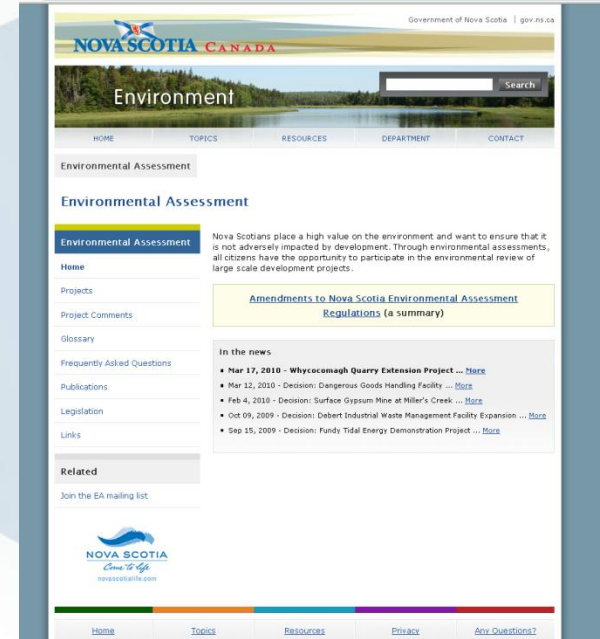 Government of Nova Scotia | gov.ns.ca
NOVA SCOTIA CANADA
Environment
Search
HOME TOPICS RESOURCES DEPARTMENT CONTACT
Environmental Assessment
Environmental Assessment
Environmental Assessment
Home
Projects
Project Comments
Glossary
Frequently Asked Questions
Publications
Legislation
Links
Related
Join the EA mailing list
NOVA SCOTIA
Come to life
novascotialife.com
Nova Scotians place a high value on the environment and want to ensure that it
is not adversely impacted by development. Through environmental assessments,
all citizens have the opportunity to participate in the environmental review of
large scale development projects.
Amendments to Nova Scotia Environmental Assessment
Regulations (a summary)
In the news
▪ Mar 17, 2010 - Whycocomagh Quarry Extension Project ... More
▪ Mar 12, 2010 - Decision: Dangerous Goods Handling Facility ... More
▪ Feb 4, 2010 - Decision: Surface Gypsum Mine at Miller's Creek ... More
▪ Oct 09, 2009 - Decision: Debert Industrial Waste Management Facility Expansion ... More
▪ Sep 15, 2009 - Decision: Fundy Tidal Energy Demonstration Project ... More
Home Topics Resources Privacy Any Questions?